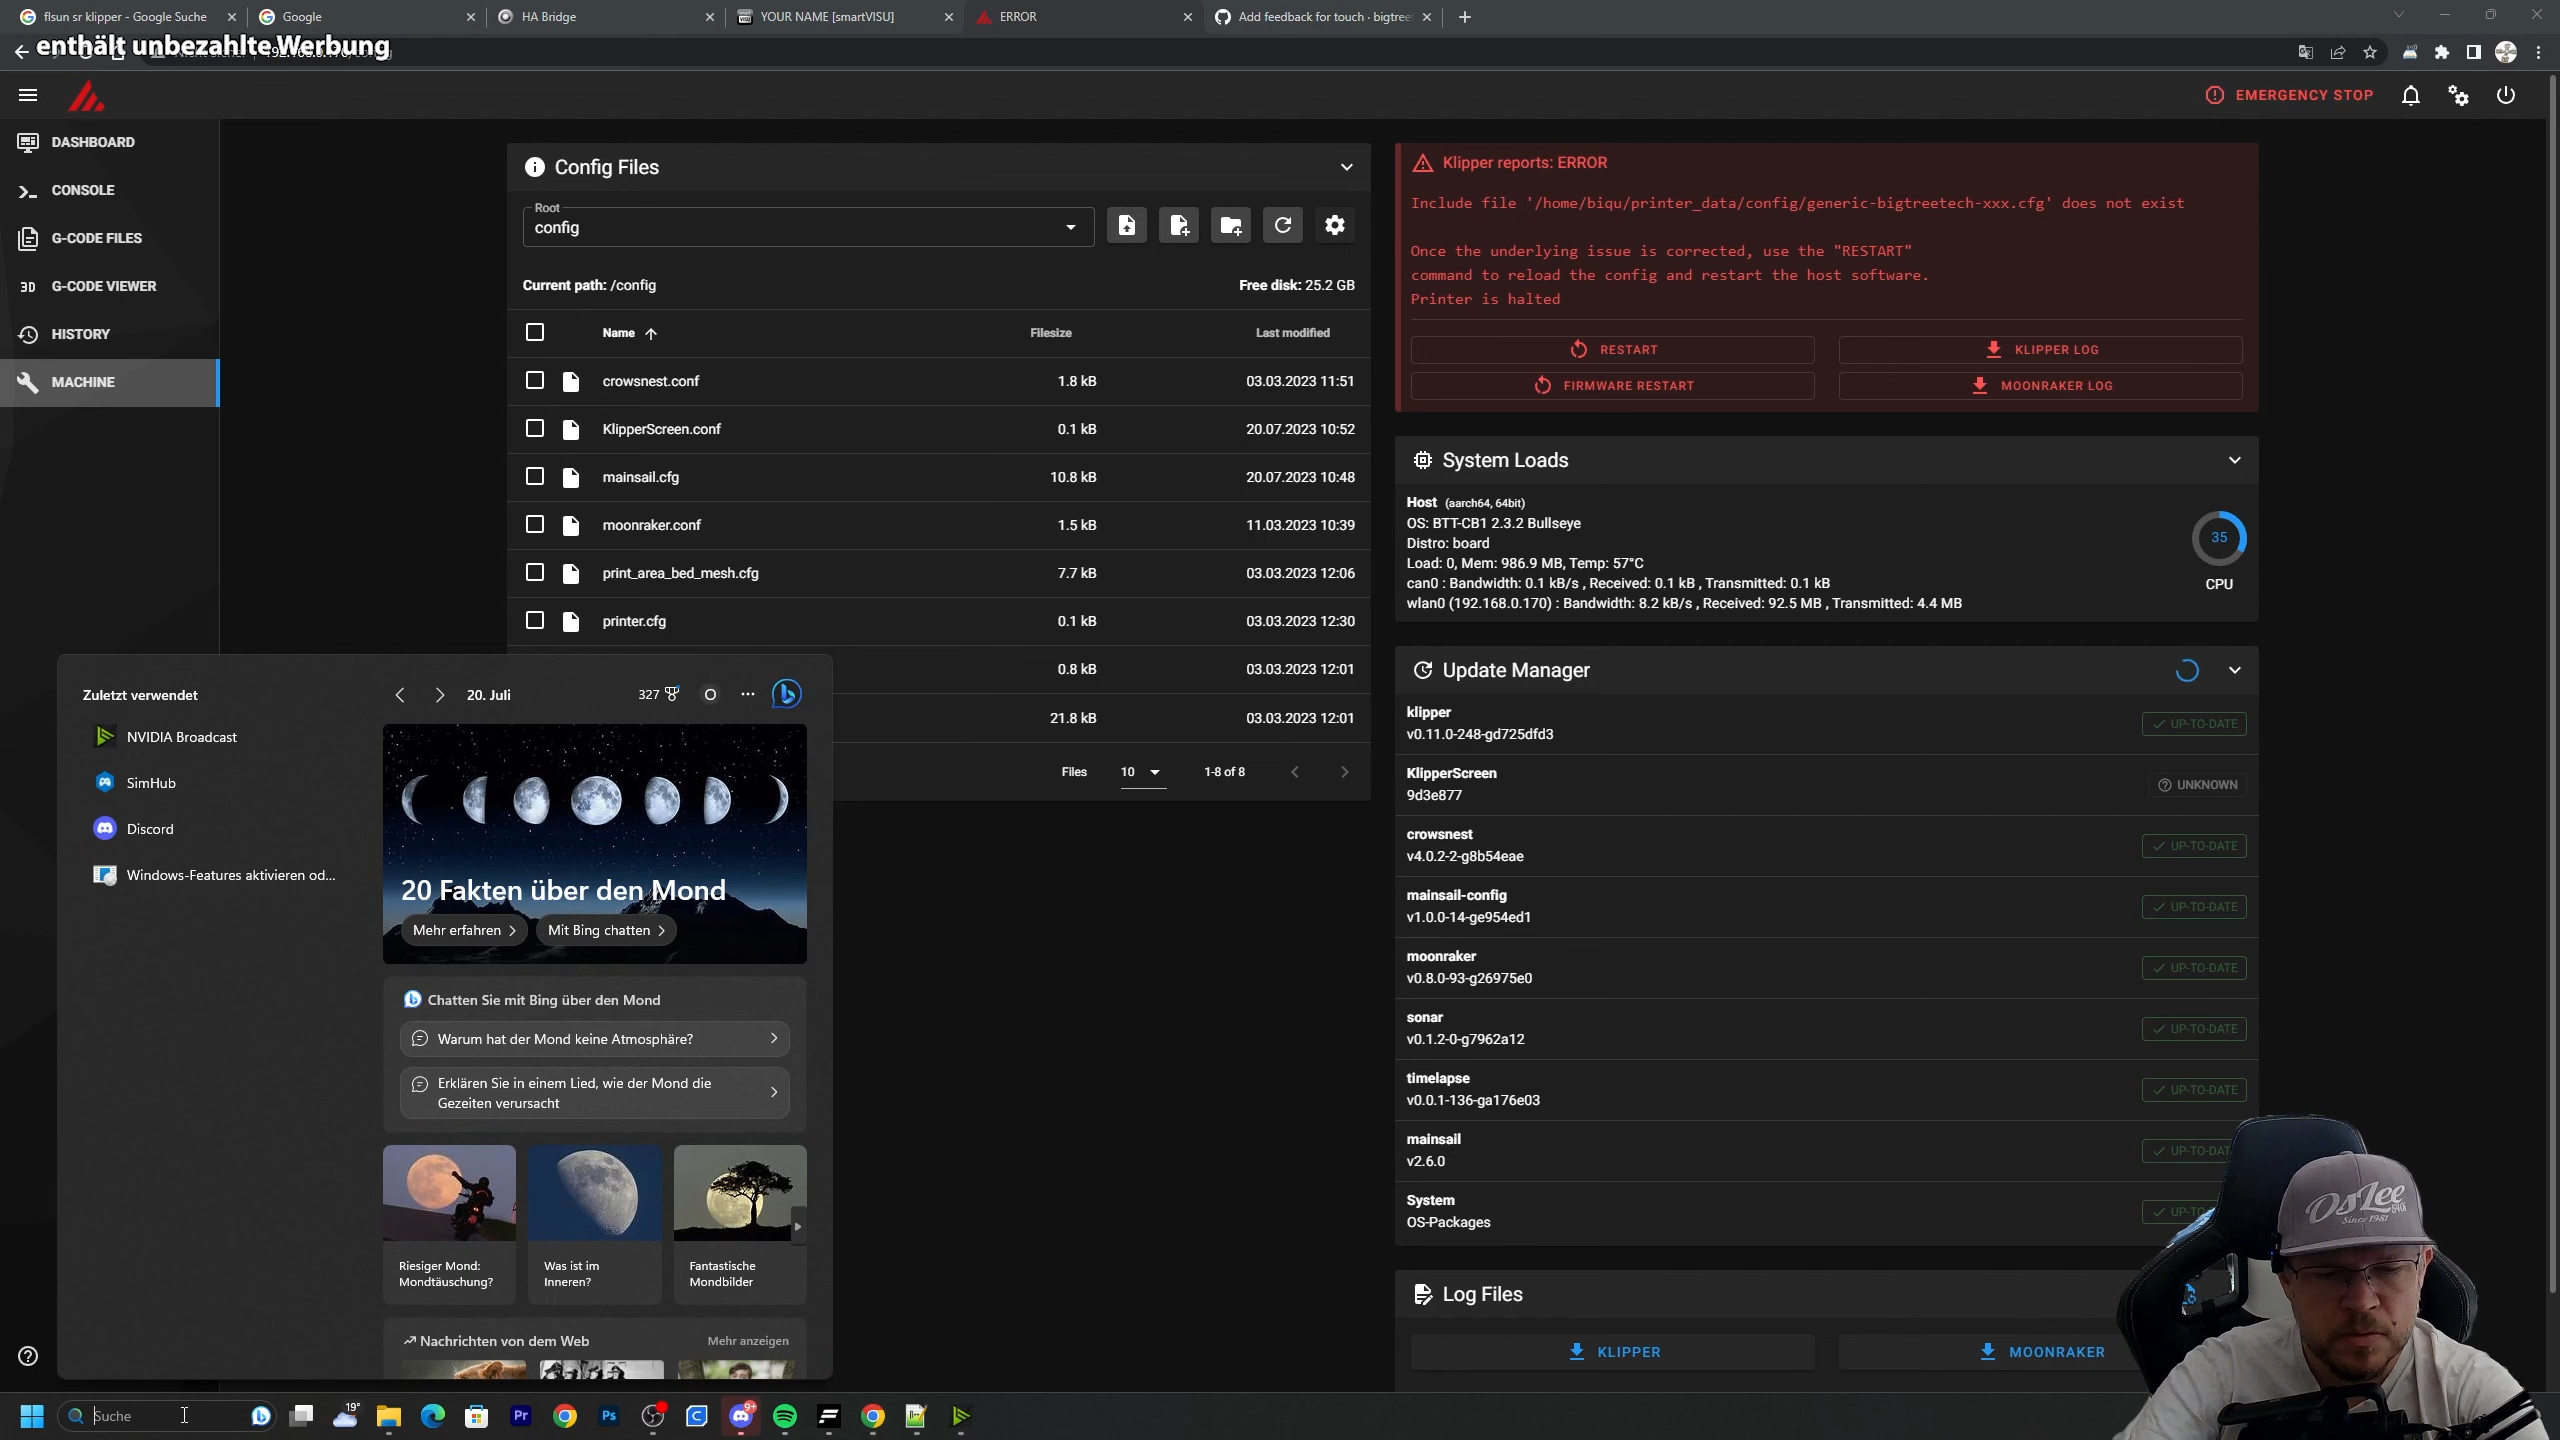 flsun sr klipper - Google Suche
Google
HA Bridge
YOUR NAME [smartVISU]
ERROR
Add feedback for touch · bigtree
enthält unbezahlte Werbung
EMERGENCY STOP
DASHBOARD
CONSOLE
G-CODE FILES
G-CODE VIEWER
HISTORY
MACHINE
Config Files
Root
config
Current path: /config
Free disk: 25.2 GB
Name
Filesize
Last modified
crowsnest.conf
1.8 kB
03.03.2023 11:51
KlipperScreen.conf
0.1 kB
20.07.2023 10:52
mainsail.cfg
10.8 kB
20.07.2023 10:48
moonraker.conf
1.5 kB
11.03.2023 10:39
print_area_bed_mesh.cfg
7.7 kB
03.03.2023 12:06
printer.cfg
0.1 kB
03.03.2023 12:30
0.8 kB
03.03.2023 12:01
21.8 kB
03.03.2023 12:01
Files
10
1-8 of 8
Klipper reports: ERROR
Include file '/home/biqu/printer_data/config/generic-bigtreetech-xxx.cfg' does not exist
Once the underlying issue is corrected, use the "RESTART"
command to reload the config and restart the host software.
Printer is halted
RESTART
KLIPPER LOG
FIRMWARE RESTART
MOONRAKER LOG
System Loads
Host (aarch64, 64bit)
OS: BTT-CB1 2.3.2 Bullseye
Distro: board
Load: 0, Mem: 986.9 MB, Temp: 57°C
can0 : Bandwidth: 0.1 kB/s , Received: 0.1 kB , Transmitted: 0.1 kB
wlan0 (192.168.0.170) : Bandwidth: 8.2 kB/s , Received: 92.5 MB , Transmitted: 4.4 MB
35
CPU
Update Manager
klipper
v0.11.0-248-gd725dfd3
UP-TO-DATE
KlipperScreen
9d3e877
UNKNOWN
crowsnest
v4.0.2-2-g8b54eae
UP-TO-DATE
mainsail-config
v1.0.0-14-ge954ed1
UP-TO-DATE
moonraker
v0.8.0-93-g26975e0
UP-TO-DATE
sonar
v0.1.2-0-g7962a12
UP-TO-DATE
timelapse
v0.0.1-136-ga176e03
UP-TO-DATE
mainsail
v2.6.0
UP-TO-DAT
System
OS-Packages
UP-TO
Log Files
KLIPPER
MOONRAKER
Zuletzt verwendet
NVIDIA Broadcast
SimHub
Discord
Windows-Features aktivieren od...
20. Juli
327
O
20 Fakten über den Mond
Mehr erfahren
Mit Bing chatten
Chatten Sie mit Bing über den Mond
Warum hat der Mond keine Atmosphäre?
Erklären Sie in einem Lied, wie der Mond die
Gezeiten verursacht
Riesiger Mond:
Mondtäuschung?
Was ist im
Inneren?
Fantastische
Mondbilder
Nachrichten von dem Web
Mehr anzeigen
Suche
19°
Pr
Ps
9+
OsLee
Since 1981